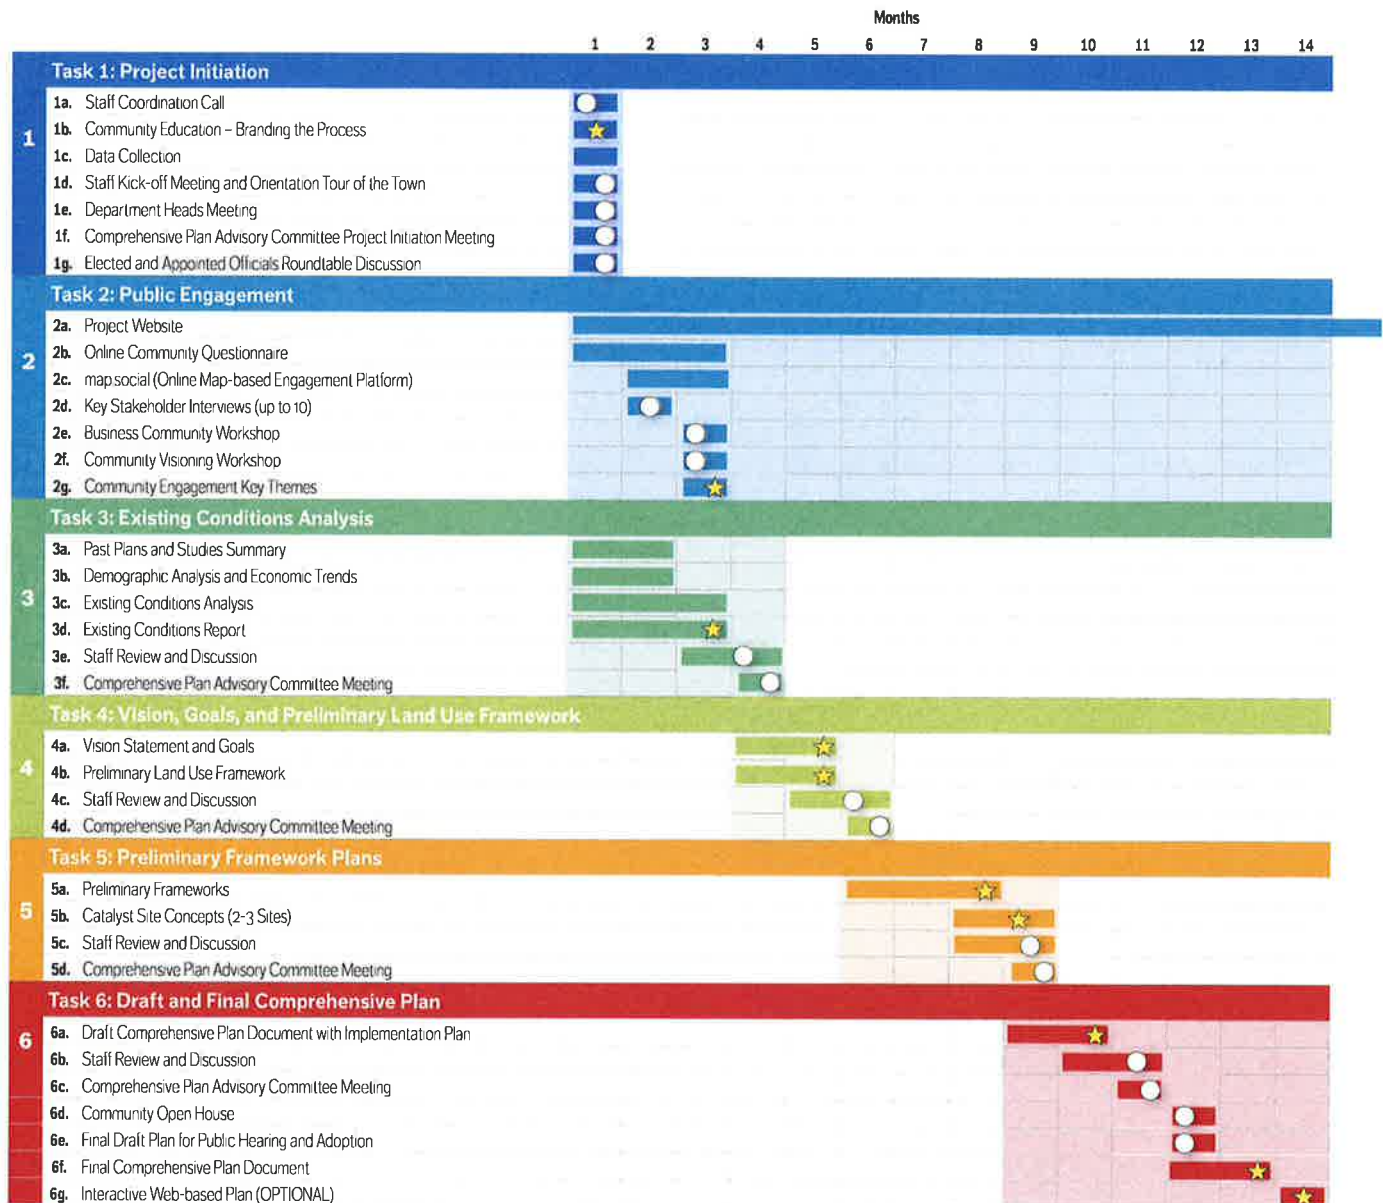 Months
1 2 3 4 5 6 7 8 9 10 11 12 13 14
Task 1: Project Initiation
1
1a. Staff Coordination Call
1b. Community Education – Branding the Process
1c. Data Collection
1d. Staff Kick-off Meeting and Orientation Tour of the Town
1e. Department Heads Meeting
1f. Comprehensive Plan Advisory Committee Project Initiation Meeting
1g. Elected and Appointed Officials Roundtable Discussion
Task 2: Public Engagement
2
2a. Project Website
2b. Online Community Questionnaire
2c. map.social (Online Map-based Engagement Platform)
2d. Key Stakeholder Interviews (up to 10)
2e. Business Community Workshop
2f. Community Visioning Workshop
2g. Community Engagement Key Themes
Task 3: Existing Conditions Analysis
3
3a. Past Plans and Studies Summary
3b. Demographic Analysis and Economic Trends
3c. Existing Conditions Analysis
3d. Existing Conditions Report
3e. Staff Review and Discussion
3f. Comprehensive Plan Advisory Committee Meeting
Task 4: Vision, Goals, and Preliminary Land Use Framework
4
4a. Vision Statement and Goals
4b. Preliminary Land Use Framework
4c. Staff Review and Discussion
4d. Comprehensive Plan Advisory Committee Meeting
Task 5: Preliminary Framework Plans
5
5a. Preliminary Frameworks
5b. Catalyst Site Concepts (2-3 Sites)
5c. Staff Review and Discussion
5d. Comprehensive Plan Advisory Committee Meeting
Task 6: Draft and Final Comprehensive Plan
6
6a. Draft Comprehensive Plan Document with Implementation Plan
6b. Staff Review and Discussion
6c. Comprehensive Plan Advisory Committee Meeting
6d. Community Open House
6e. Final Draft Plan for Public Hearing and Adoption
6f. Final Comprehensive Plan Document
6g. Interactive Web-based Plan (OPTIONAL)